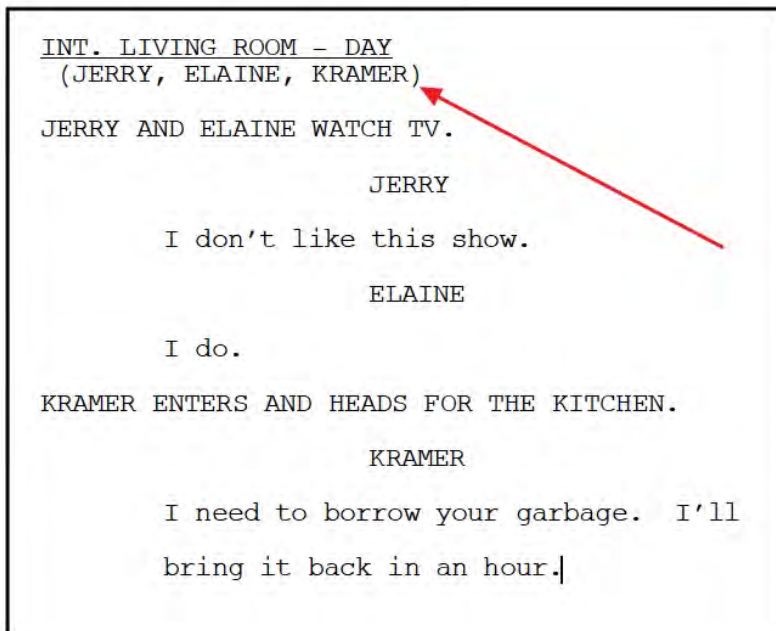 INT. LIVING ROOM – DAY
(JERRY, ELAINE, KRAMER)
JERRY AND ELAINE WATCH TV.
JERRY
I don't like this show.
ELAINE
I do.
KRAMER ENTERS AND HEADS FOR THE KITCHEN.
KRAMER
I need to borrow your garbage.  I'll
bring it back in an hour.